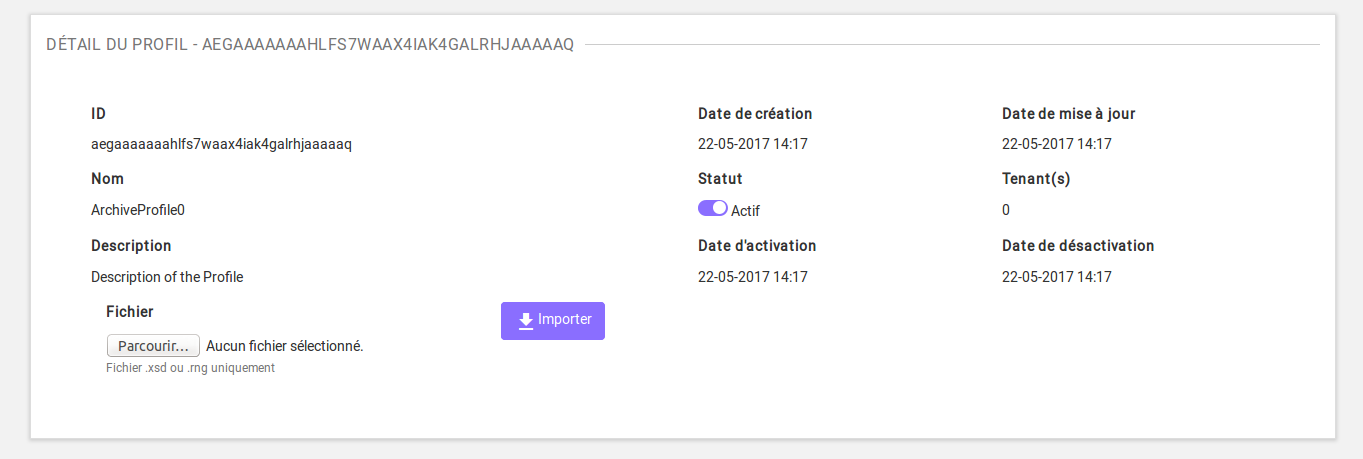 DÉTAIL DU PROFIL - AEGAAAAAAAHLFS7WAAX4IAK4GALRHJAAAAAQ
ID
Date de création
Date de mise à jour
aegaaaaaaahlfs7waax4iak4galrhjaaaaaq
22-05-2017 14:17
22-05-2017 14:17
Nom
Statut
Tenant(s)
ArchiveProfile0
Actif
0
Description
Date d'activation
Date de désactivation
Description of the Profile
22-05-2017 14:17
22-05-2017 14:17
Fichier
Importer
Parcourir... Aucun fichier sélectionné.
Fichier .xsd ou .rng uniquement